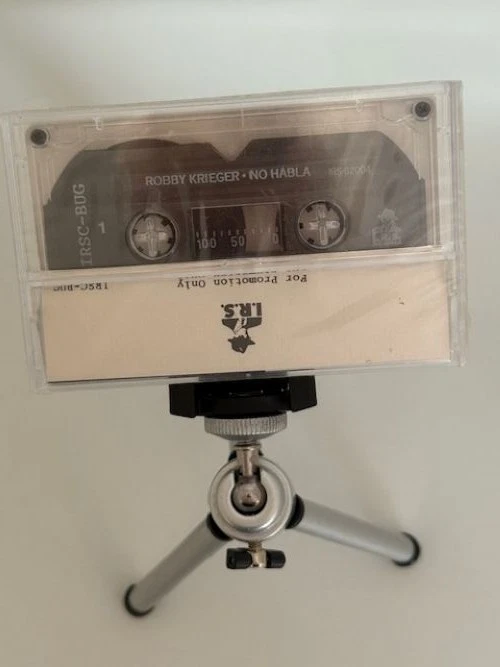 ROBBY KRIEGER • NO HABLA
IRSC-BUG
1
100 50 0
For Promotion Only
IRSC-BUG
I.R.S.